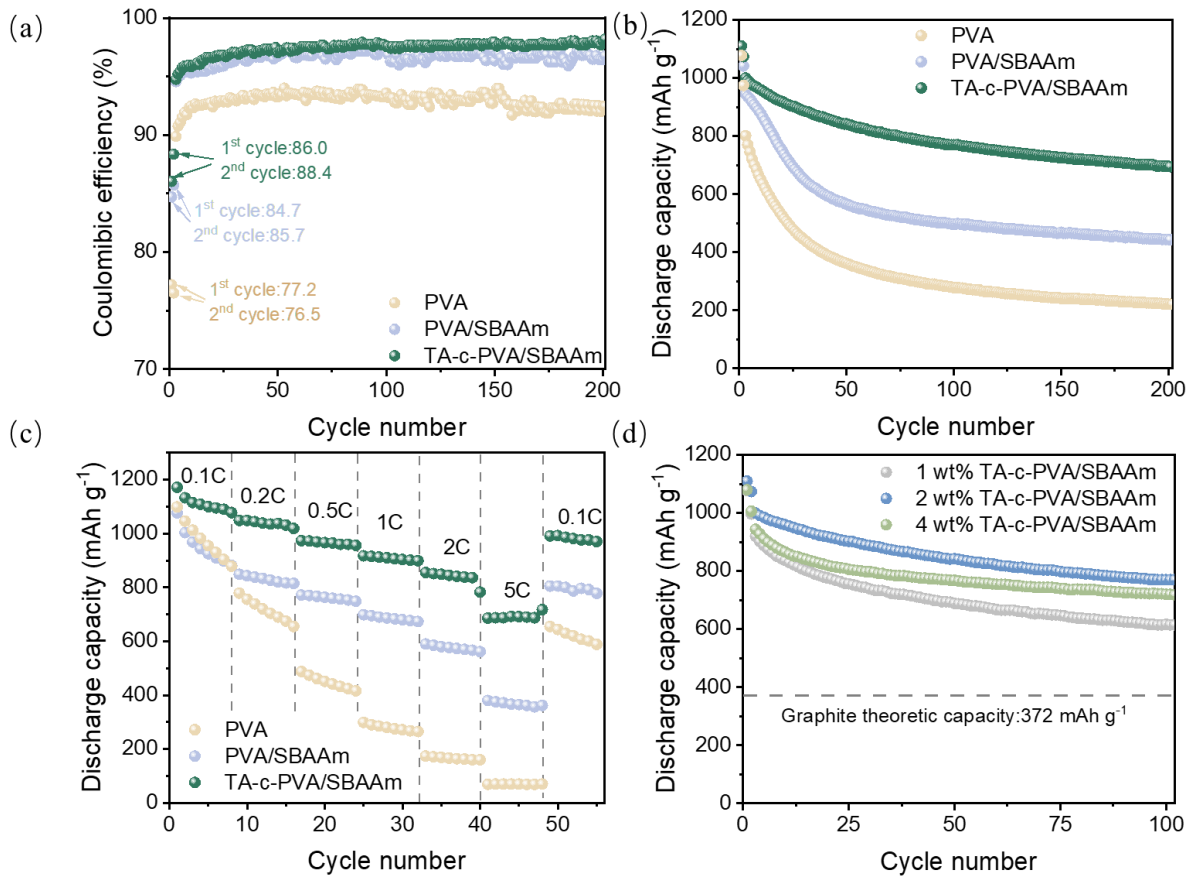 (a)
Coulombic efficiency (%)
100
90
80
70
1st cycle:86.0
2nd cycle:88.4
1st cycle:84.7
2nd cycle:85.7
1st cycle:77.2
2nd cycle:76.5
PVA
PVA/SBAAm
TA-c-PVA/SBAAm
0 50 100 150 200
Cycle number
(b)
Discharge capacity (mAh g-1)
1200
1000
800
600
400
200
0
PVA
PVA/SBAAm
TA-c-PVA/SBAAm
0 50 100 150 200
Cycle number
(c)
Discharge capacity (mAh g-1)
1200
1000
800
600
400
200
0
0.1C
0.2C
0.5C
1C
2C
5C
0.1C
PVA
PVA/SBAAm
TA-c-PVA/SBAAm
0 10 20 30 40 50
Cycle number
(d)
Discharge capacity (mAh g-1)
1200
1000
800
600
400
200
0
1 wt% TA-c-PVA/SBAAm
2 wt% TA-c-PVA/SBAAm
4 wt% TA-c-PVA/SBAAm
Graphite theoretic capacity:372 mAh g-1
0 25 50 75 100
Cycle number